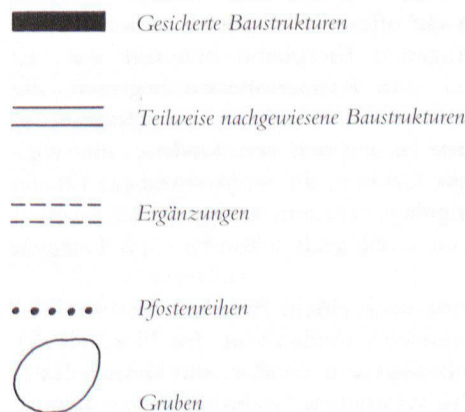 Gesicherte Baustrukturen
Teilweise nachgewiesene Baustrukturen
Ergänzungen
Pfostenreihen
Gruben